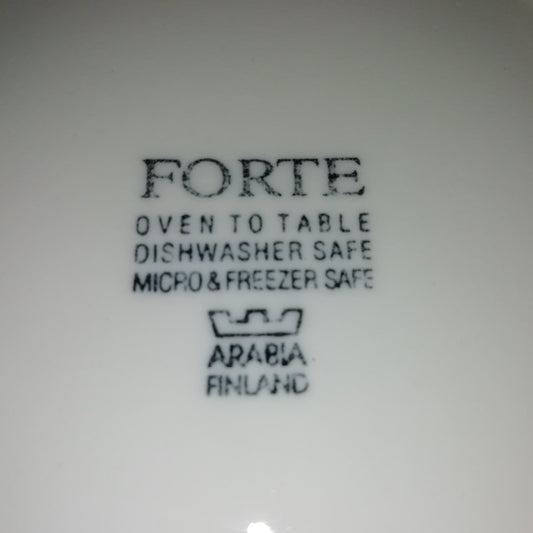 FORTE
OVEN TO TABLE
DISHWASHER SAFE
MICRO & FREEZER SAFE
ARABIA
FINLAND